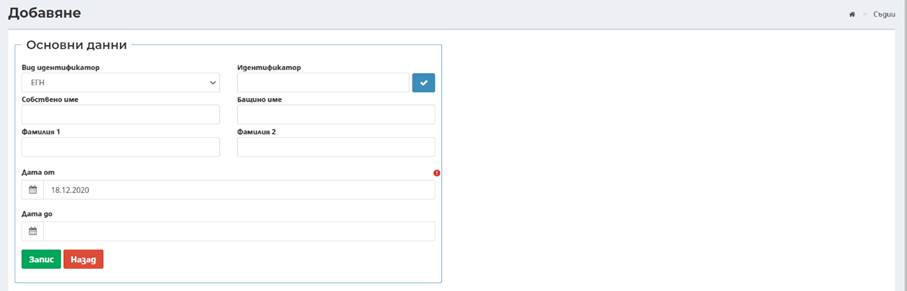 Добавяне
Съдии
Основни данни
Вид идентификатор
Идентификатор
ЕГН
Собствено име
Бащино име
Фамилия 1
Фамилия 2
Дата от
18.12.2020
Дата до
Запис
Назад